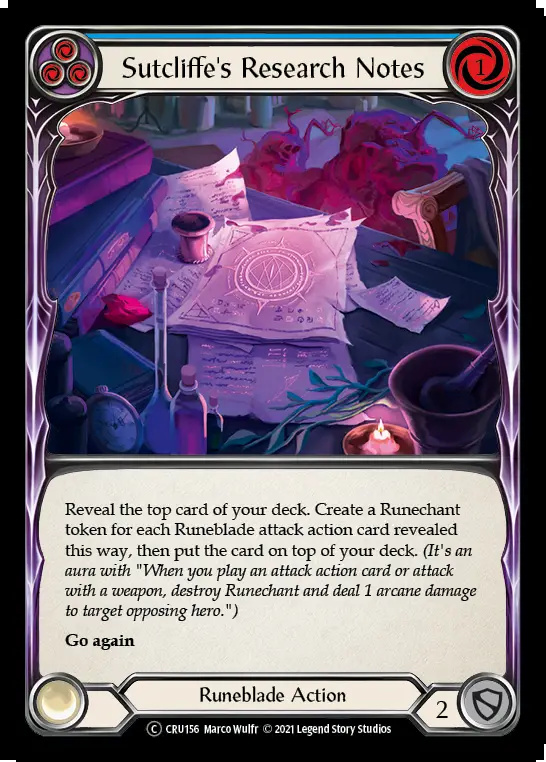 Sutcliffe's Research Notes
1
Reveal the top card of your deck. Create a Runechant
token for each Runeblade attack action card revealed
this way, then put the card on top of your deck. (It's an
aura with "When you play an attack action card or attack
with a weapon, destroy Runechant and deal 1 arcane damage
to target opposing hero.")
Go again
Runeblade Action
2
C CRU156 Marco Wulfr © 2021 Legend Story Studios